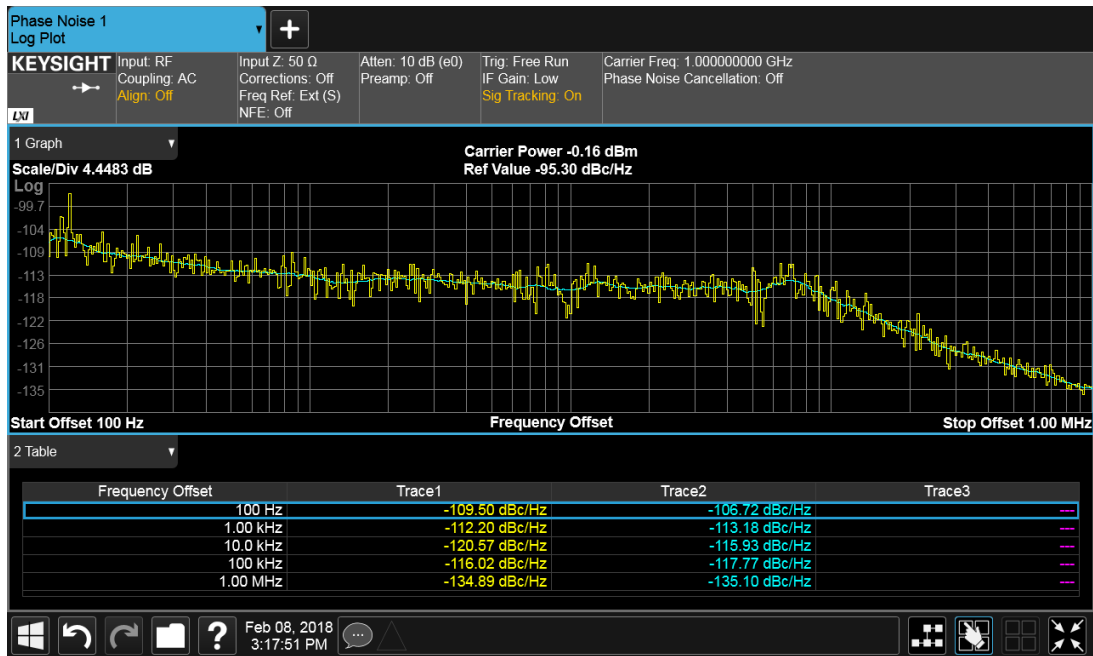 Phase Noise 1
Log Plot
KEYSIGHT
LXI
Input: RF
Coupling: AC
Align: Off
Input Z: 50 Ω
Corrections: Off
Freq Ref: Ext (S)
NFE: Off
Atten: 10 dB (e0)
Preamp: Off
Trig: Free Run
IF Gain: Low
Sig Tracking: On
Carrier Freq: 1.000000000 GHz
Phase Noise Cancellation: Off
1 Graph
Scale/Div 4.4483 dB
Carrier Power -0.16 dBm
Ref Value -95.30 dBc/Hz
Log
-99.7
-104
-109
-113
-118
-122
-126
-131
-135
Start Offset 100 Hz Frequency Offset Stop Offset 1.00 MHz
2 Table
Frequency Offset Trace1 Trace2 Trace3
100 Hz -109.50 dBc/Hz -106.72 dBc/Hz ---
1.00 kHz -112.20 dBc/Hz -113.18 dBc/Hz ---
10.0 kHz -120.57 dBc/Hz -115.93 dBc/Hz ---
100 kHz -116.02 dBc/Hz -117.77 dBc/Hz ---
1.00 MHz -134.89 dBc/Hz -135.10 dBc/Hz ---
?
Feb 08, 2018
3:17:51 PM